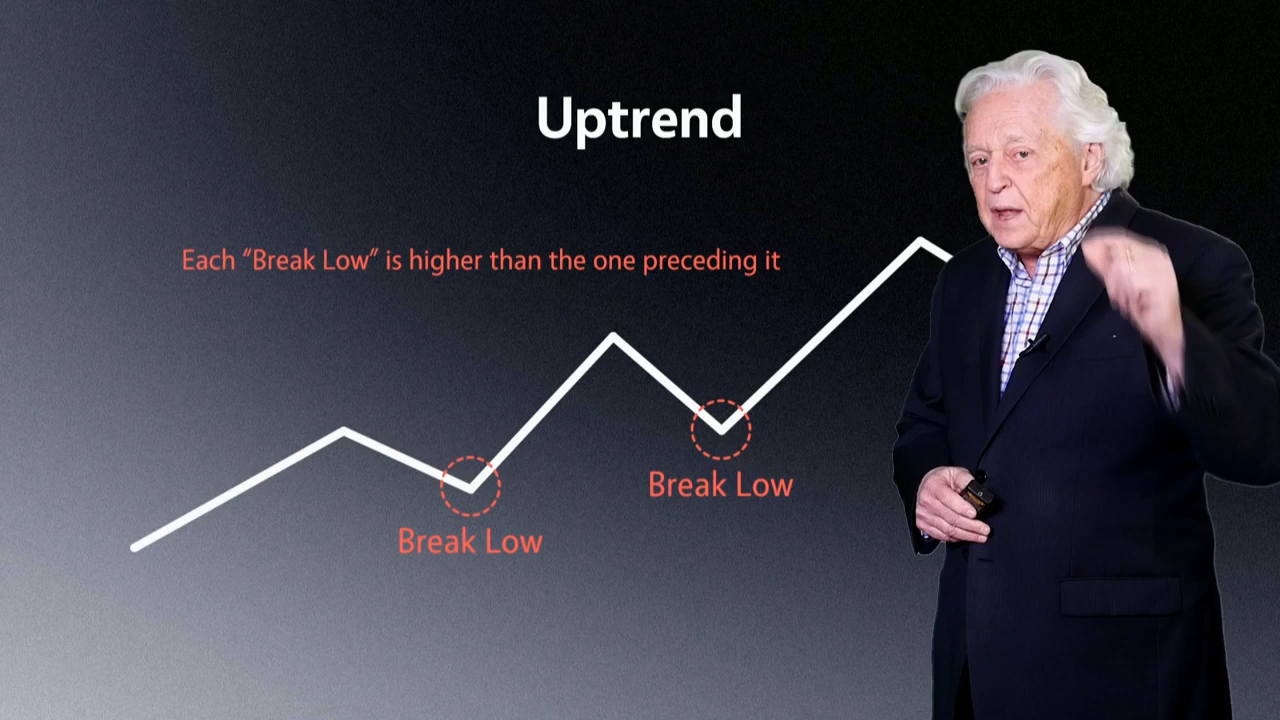 Uptrend
Each “Break Low” is higher than the one preceding it
Break Low
Break Low